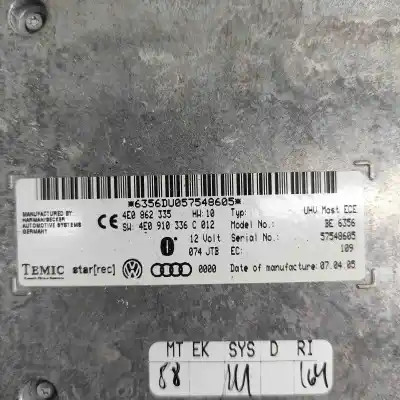 *6356DU057548605*
MANUFACTURED BY
HARMAN/BECKER
AUTOMOTIVE SYSTEMS
GERMANY
CE 4E0 862 335 HW: 10 Typ: UHV Most ECE
SW: 4E0 910 336 C 012 Model No.: BE 6356
12 Volt Serial No.: 57548605
074 JTB EC: 109
TEMIC star[rec] 0000 Date of manufacture: 07.04.05
MT EK SYS D RI